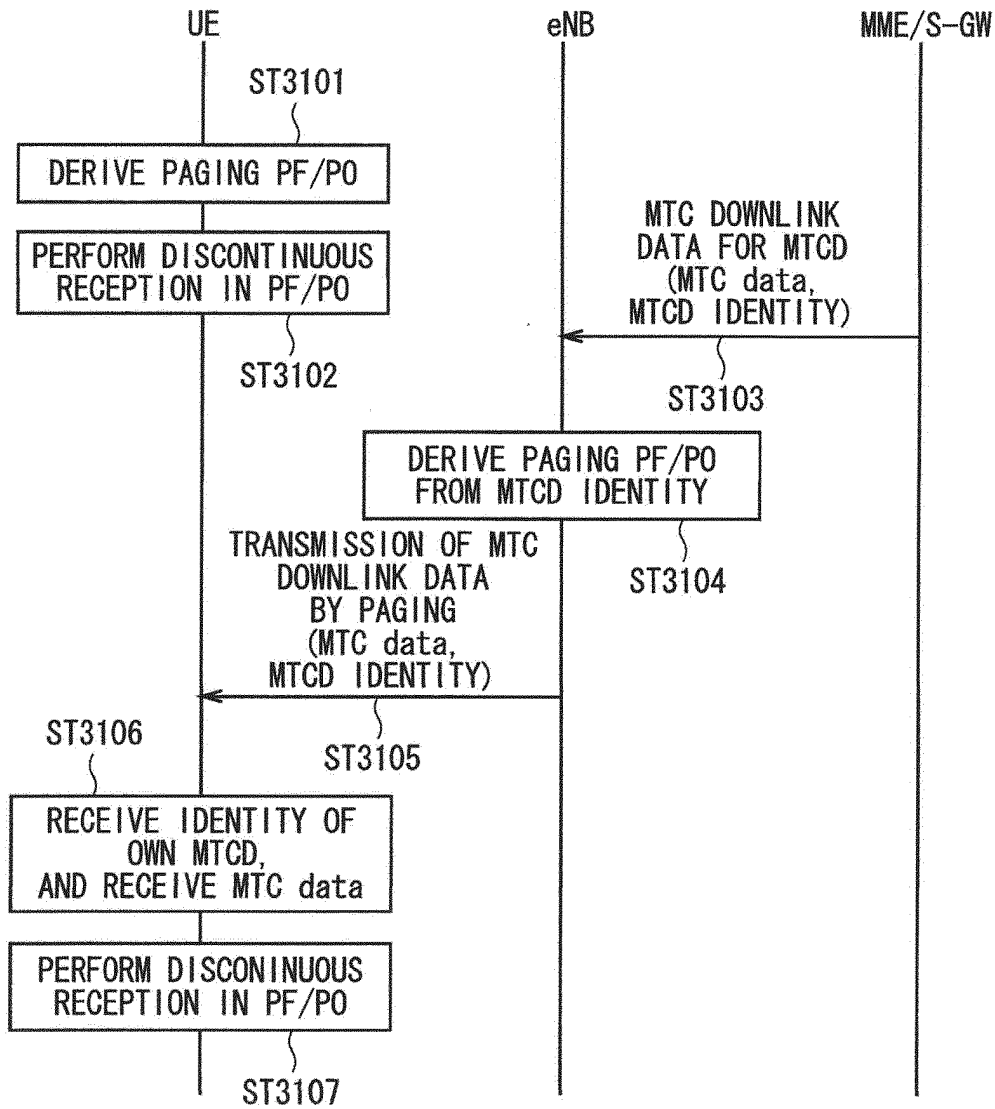 UE
eNB
MME/S-GW
ST3101
DERIVE PAGING PF/PO
PERFORM DISCONTINUOUS
RECEPTION IN PF/PO
ST3102
MTC DOWNLINK
DATA FOR MTCD
(MTC data,
MTCD IDENTITY)
ST3103
DERIVE PAGING PF/PO
FROM MTCD IDENTITY
ST3104
TRANSMISSION OF MTC
DOWNLINK DATA
BY PAGING
(MTC data,
MTCD IDENTITY)
ST3105
ST3106
RECEIVE IDENTITY OF
OWN MTCD,
AND RECEIVE MTC data
PERFORM DISCONINUOUS
RECEPTION IN PF/PO
ST3107